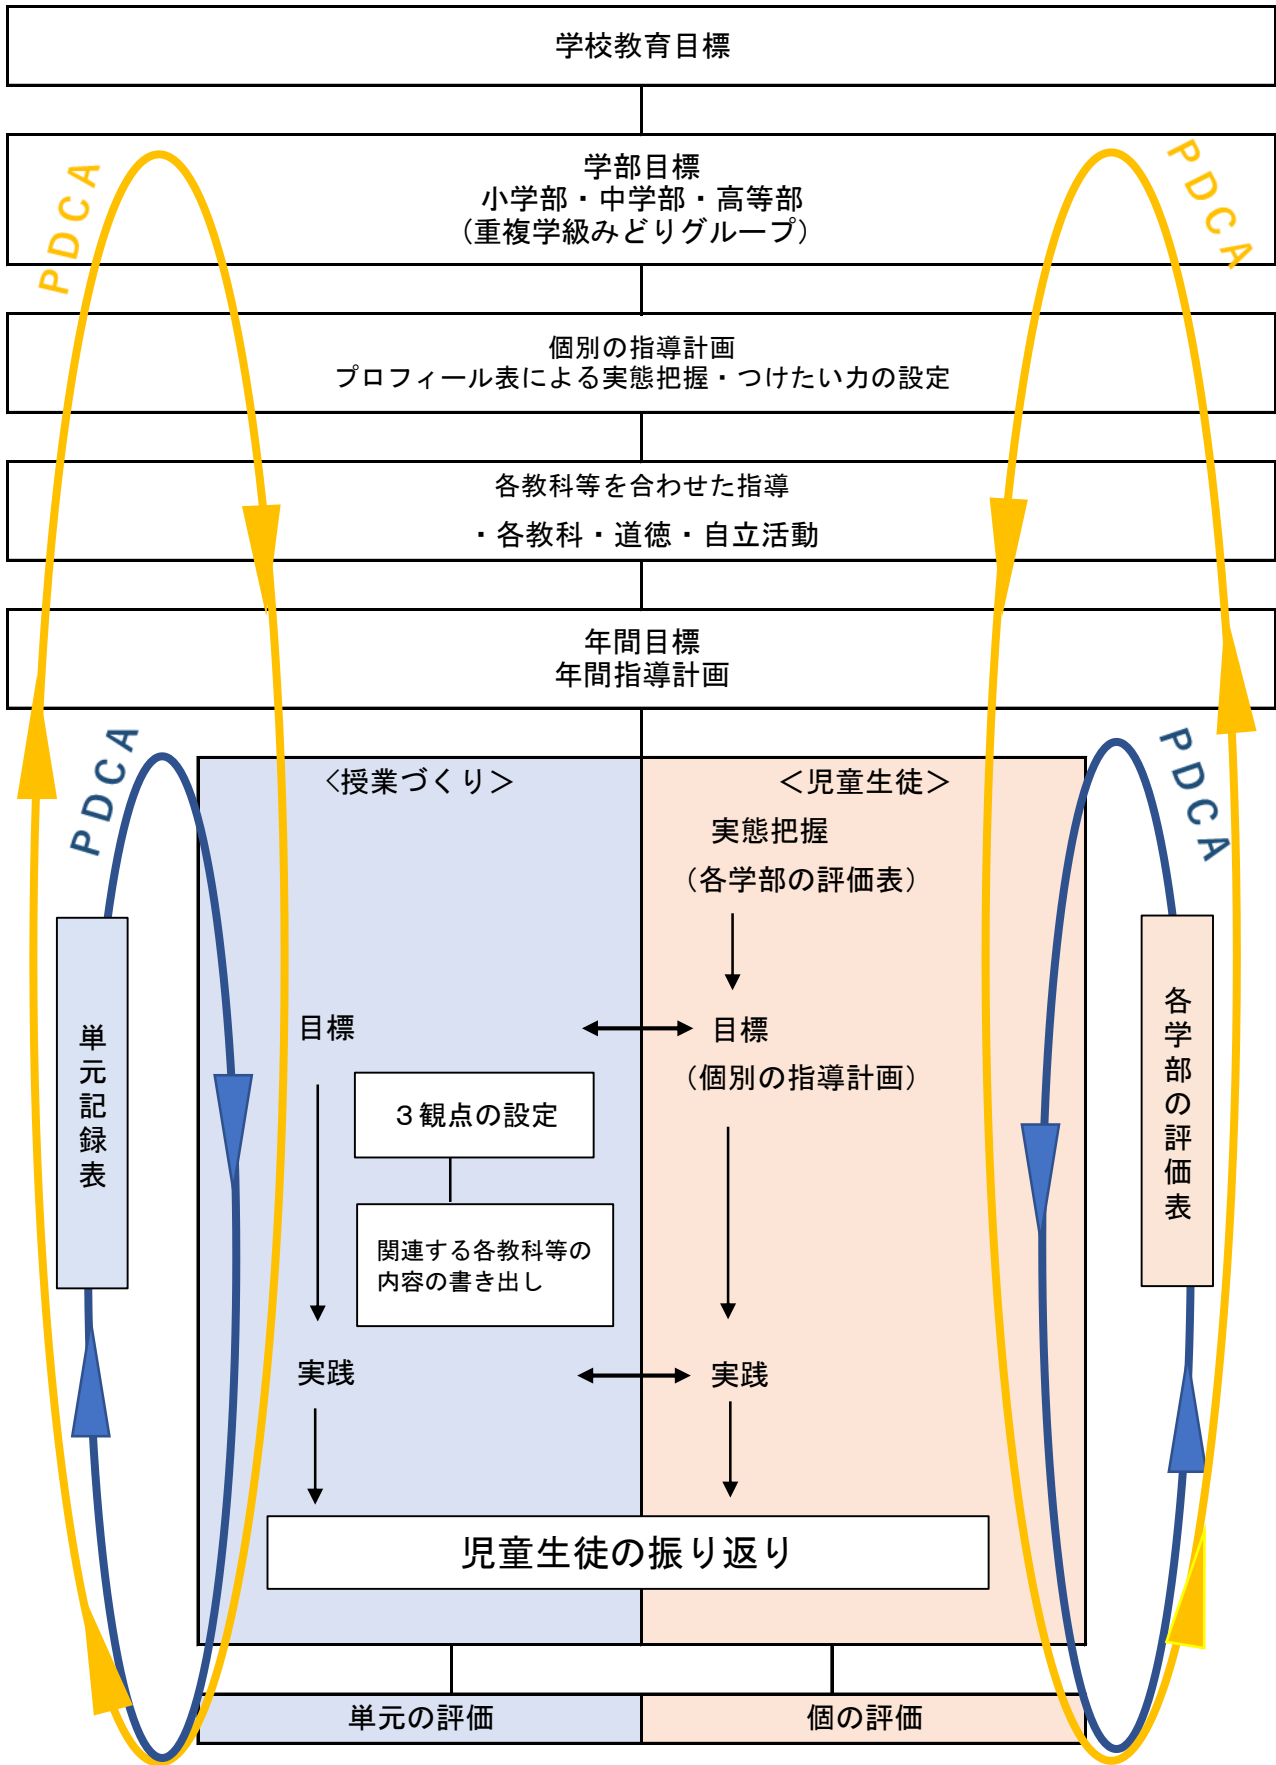 学校教育目標
学部目標
小学部・中学部・高等部
（重複学級みどりグループ）
PDCA
PDCA
個別の指導計画
プロフィール表による実態把握・つけたい力の設定
各教科等を合わせた指導
・各教科・道徳・自立活動
年間目標
年間指導計画
PDCA
PDCA
＜授業づくり＞
＜児童生徒＞
実態把握
（各学部の評価表）
単元記録表
各学部の評価表
目標
目標
（個別の指導計画）
３観点の設定
関連する各教科等の
内容の書き出し
実践
実践
児童生徒の振り返り
単元の評価
個の評価